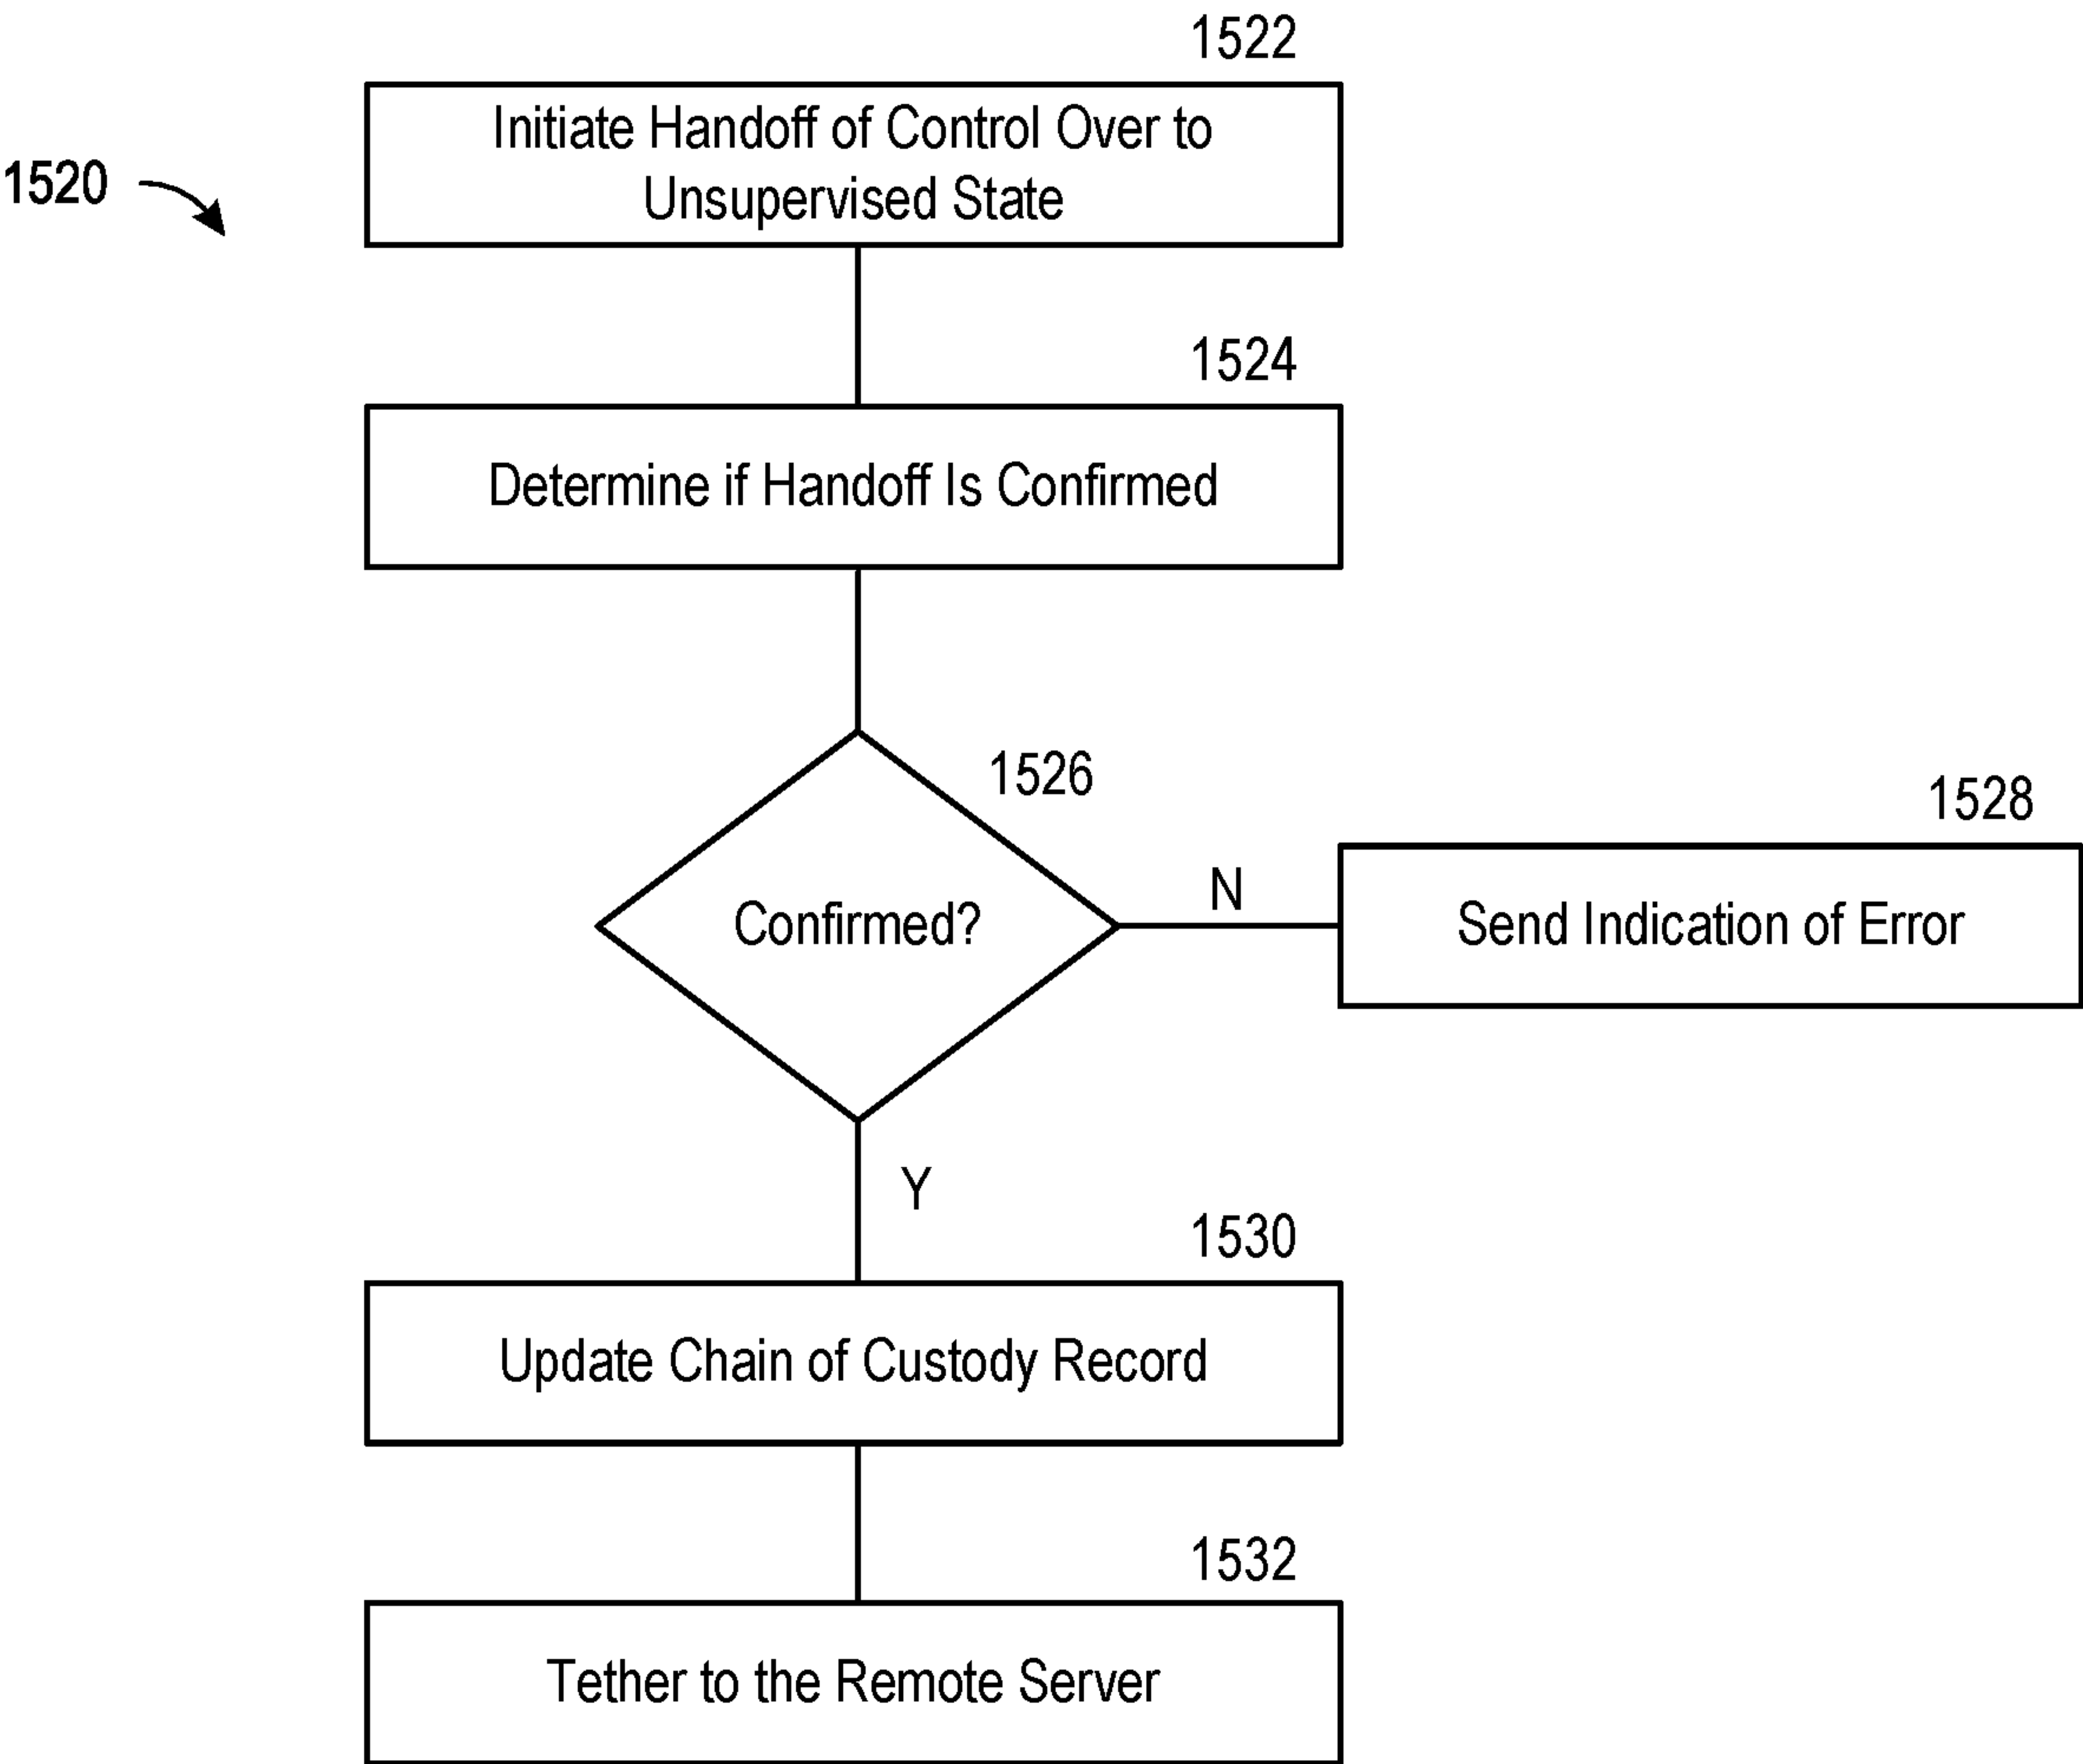 1522
Initiate Handoff of Control Over to
Unsupervised State
1520
1524
Determine if Handoff Is Confirmed
1526
Confirmed?
N
1528
Send Indication of Error
Y
1530
Update Chain of Custody Record
1532
Tether to the Remote Server